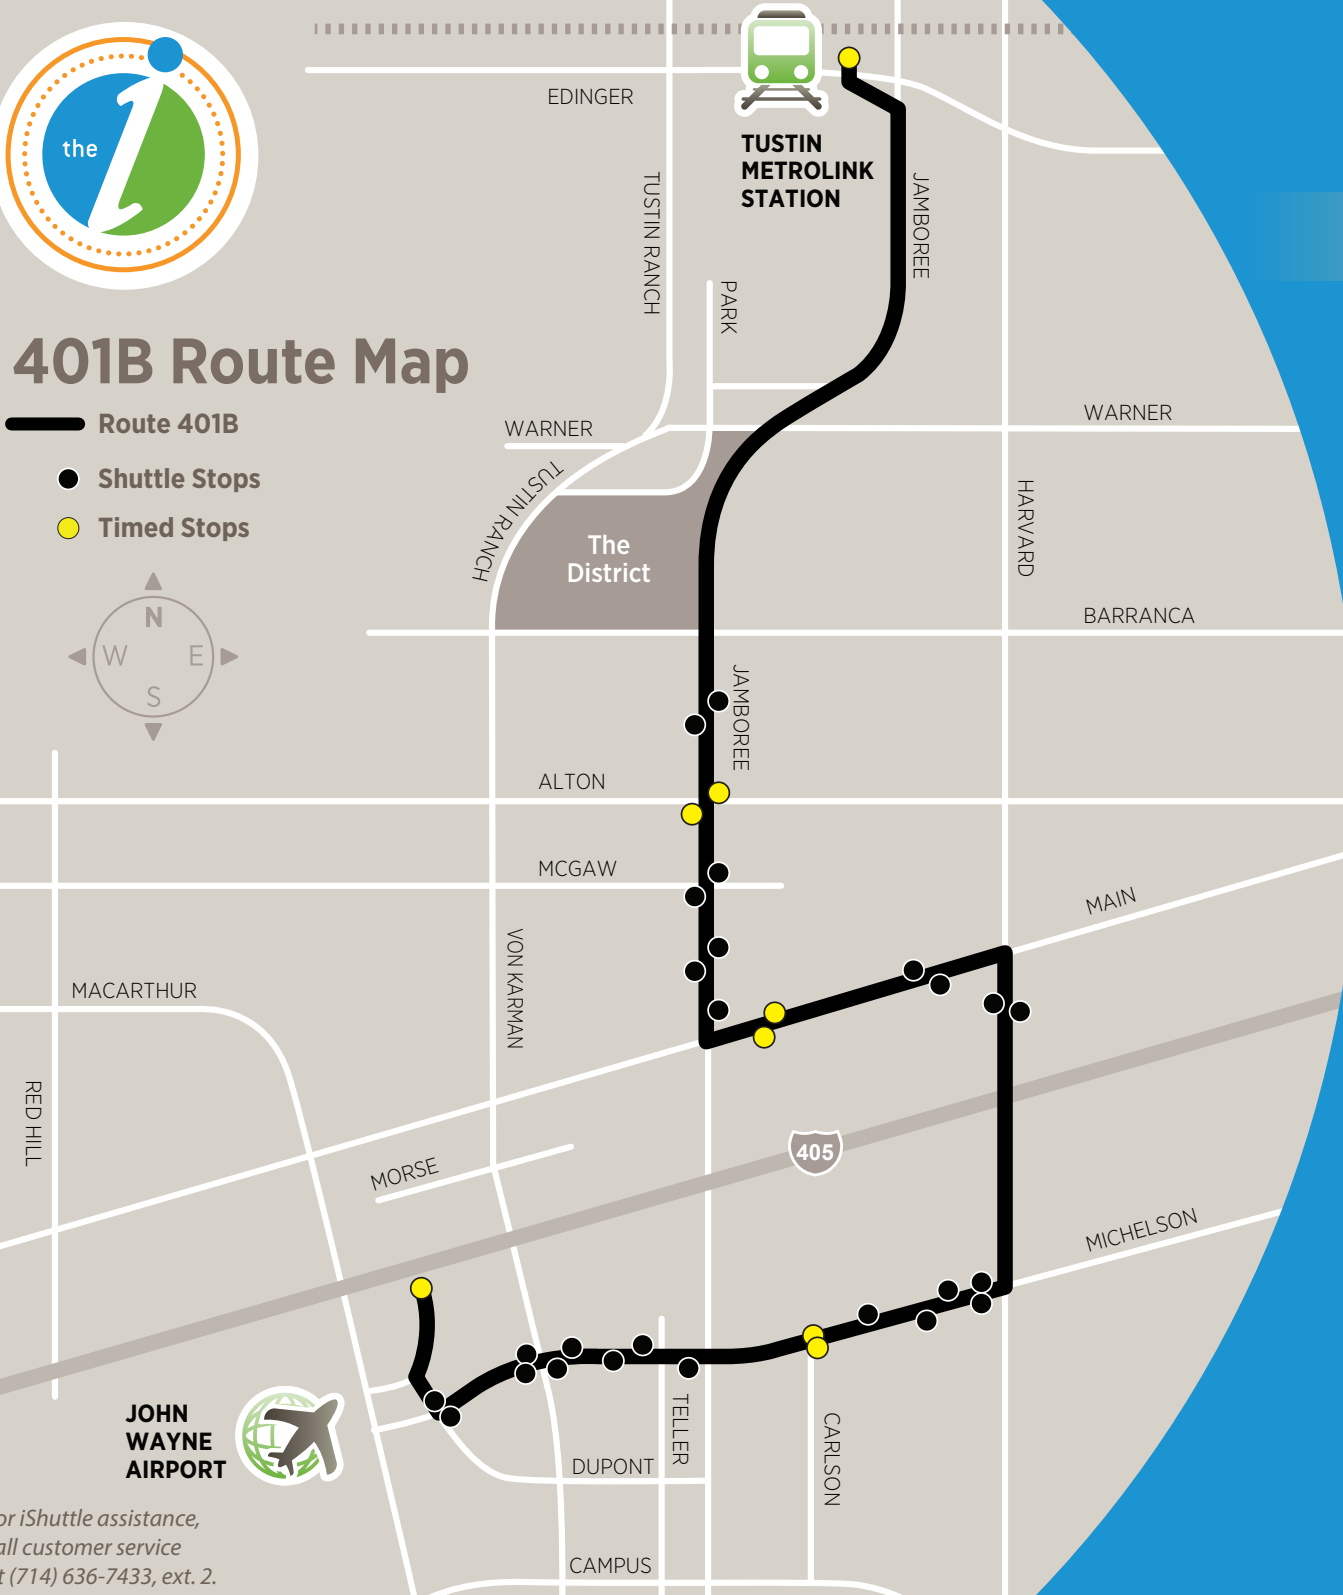 the i
EDINGER
TUSTIN
METROLINK
STATION
TUSTIN RANCH
JAMBOREE
PARK
401B Route Map
Route 401B
Shuttle Stops
Timed Stops
WARNER
WARNER
TUSTIN RANCH
The
District
HARVARD
N
W E
S
BARRANCA
JAMBOREE
ALTON
MCGAW
MAIN
VON KARMAN
MACARTHUR
RED HILL
MORSE
405
MICHELSON
JOHN
WAYNE
AIRPORT
TELLER
CARLSON
DUPONT
or iShuttle assistance,
all customer service
t (714) 636-7433, ext. 2.
CAMPUS